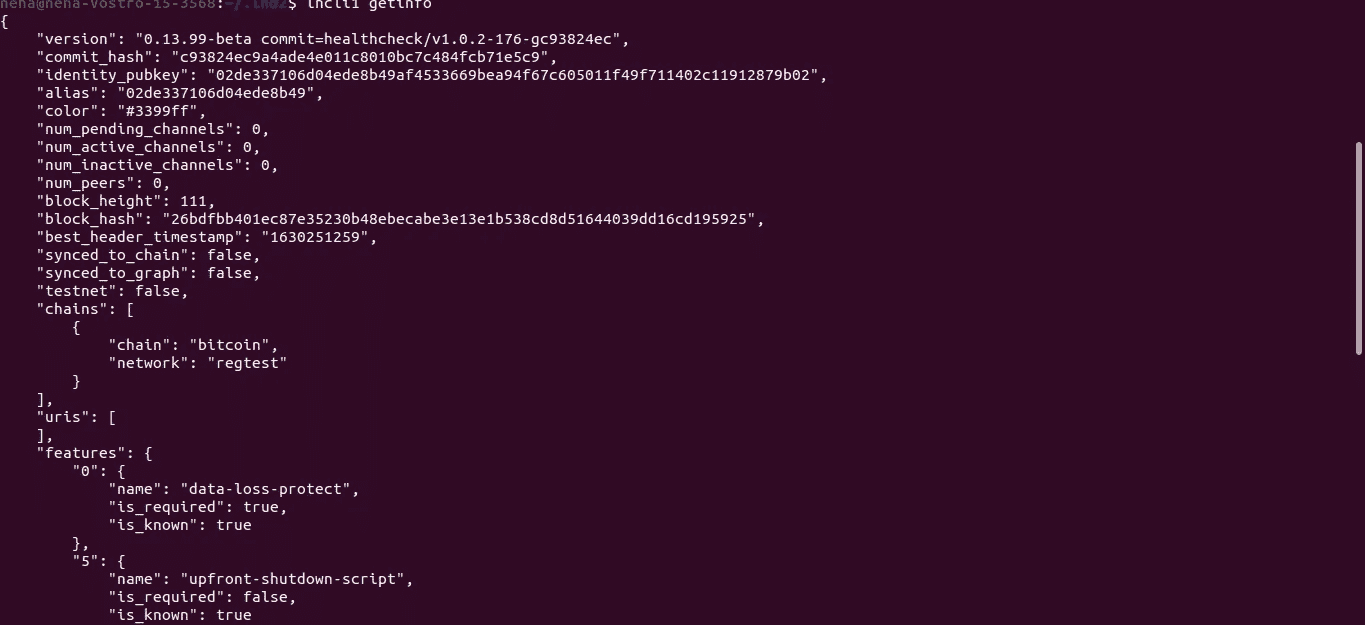 neha@neha-Vostro-15-3568:~/.lnd2$ lncli getinfo
{
    "version": "0.13.99-beta commit=healthcheck/v1.0.2-176-gc93824ec",
    "commit_hash": "c93824ec9a4ade4e011c8010bc7c484fcb71e5c9",
    "identity_pubkey": "02de337106d04ede8b49af4533669bea94f67c605011f49f711402c11912879b02",
    "alias": "02de337106d04ede8b49",
    "color": "#3399ff",
    "num_pending_channels": 0,
    "num_active_channels": 0,
    "num_inactive_channels": 0,
    "num_peers": 0,
    "block_height": 111,
    "block_hash": "26bdfbb401ec87e35230b48ebecabe3e13e1b538cd8d51644039dd16cd195925",
    "best_header_timestamp": "1630251259",
    "synced_to_chain": false,
    "synced_to_graph": false,
    "testnet": false,
    "chains": [
        {
            "chain": "bitcoin",
            "network": "regtest"
        }
    ],
    "uris": [
    ],
    "features": {
        "0": {
            "name": "data-loss-protect",
            "is_required": true,
            "is_known": true
        },
        "5": {
            "name": "upfront-shutdown-script",
            "is_required": false,
            "is_known": true